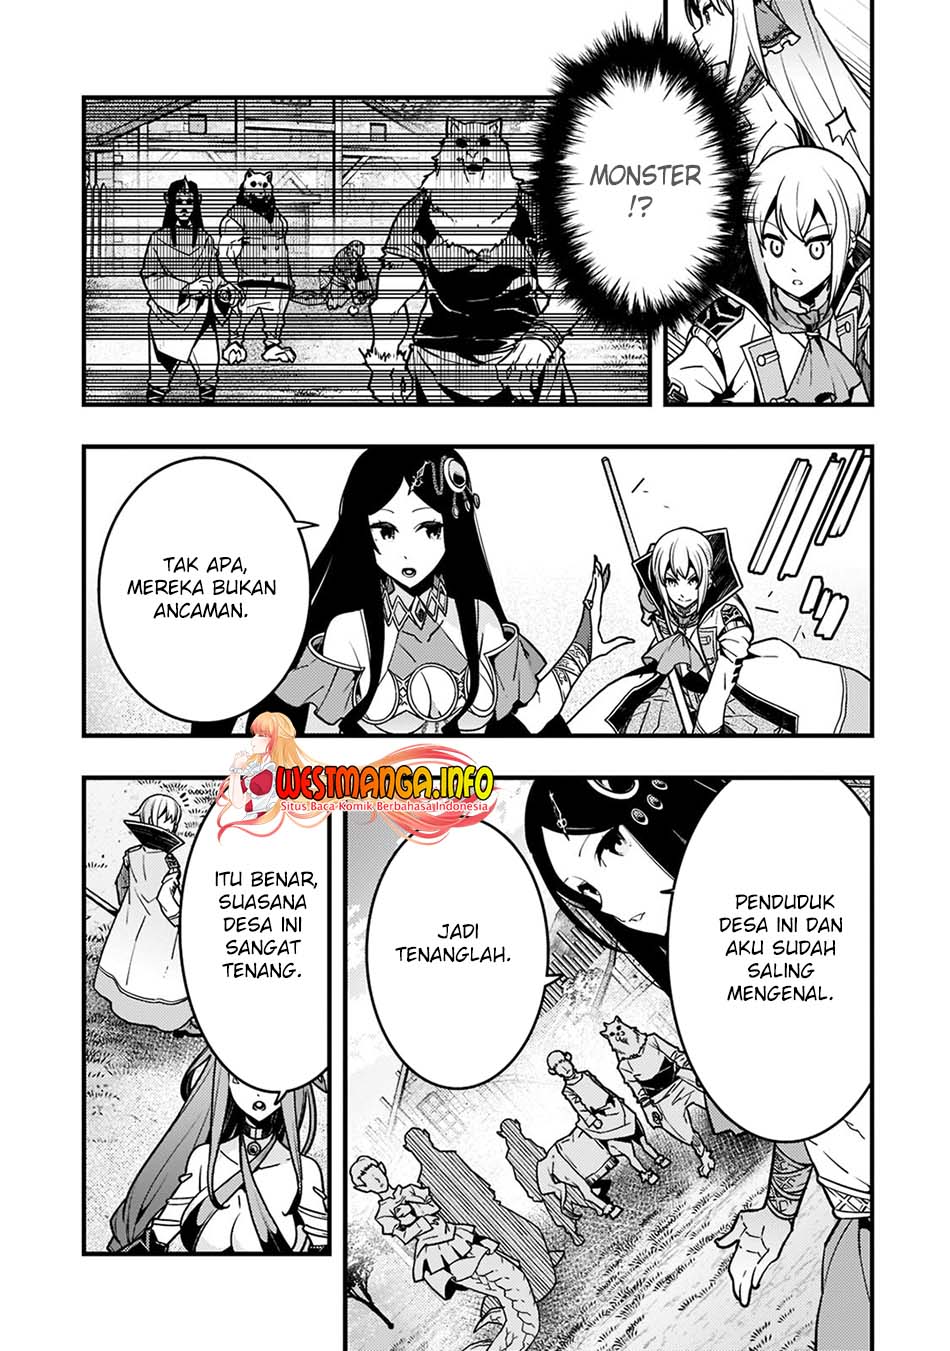 MONSTER
!?
TAK APA,
MEREKA BUKAN
ANCAMAN.
PENDUDUK
DESA INI DAN
AKU SUDAH
SALING
MENGENAL.
JADI
TENANGLAH.
ITU BENAR,
SUASANA
DESA INI
SANGAT
TENANG.
WESTMANGA.INFO
Situs Baca Komik Berbahasa Indonesia